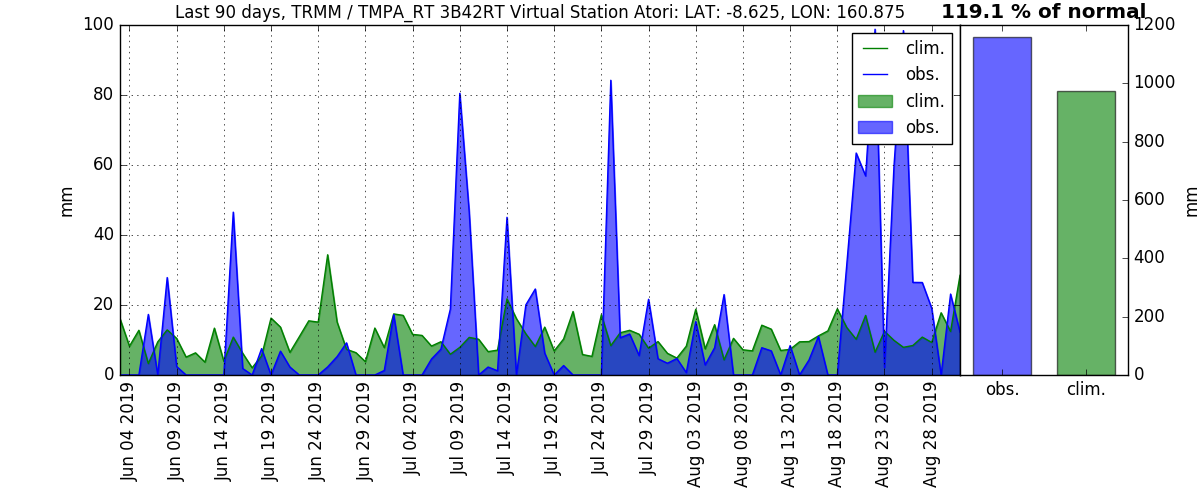 Last 90 days, TRMM / TMPA_RT 3B42RT Virtual Station Atori: LAT: -8.625, LON: 160.875
119.1 % of normal
100
80
60
40
20
0
mm
clim.
obs.
clim.
obs.
1200
1000
800
600
400
200
0
mm
obs.
clim.
Jun 04 2019
Jun 09 2019
Jun 14 2019
Jun 19 2019
Jun 24 2019
Jun 29 2019
Jul 04 2019
Jul 09 2019
Jul 14 2019
Jul 19 2019
Jul 24 2019
Jul 29 2019
Aug 03 2019
Aug 08 2019
Aug 13 2019
Aug 18 2019
Aug 23 2019
Aug 28 2019